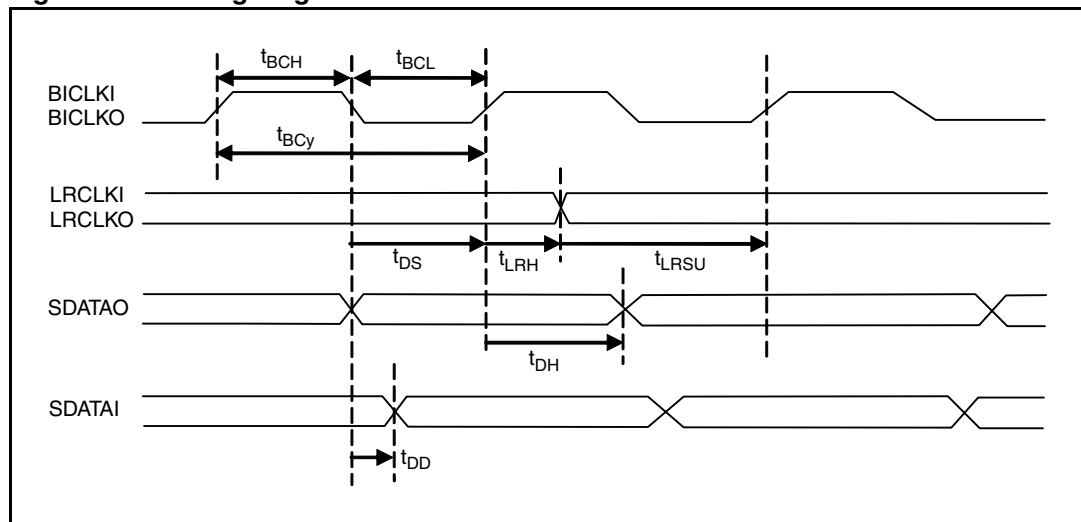 t_BCH
t_BCL
BICLKI
BICLKO
t_BCy
LRCLKI
LRCLKO
t_DS
t_LRH
t_LRSU
SDATAO
t_DH
SDATAI
t_DD